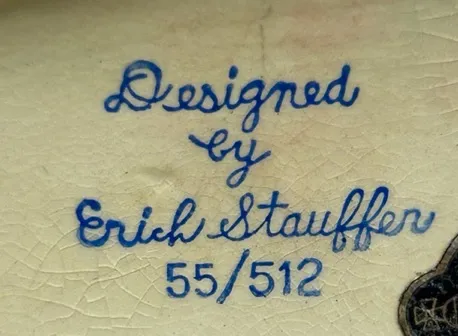 Designed
by
Erich Stauffer
55/512